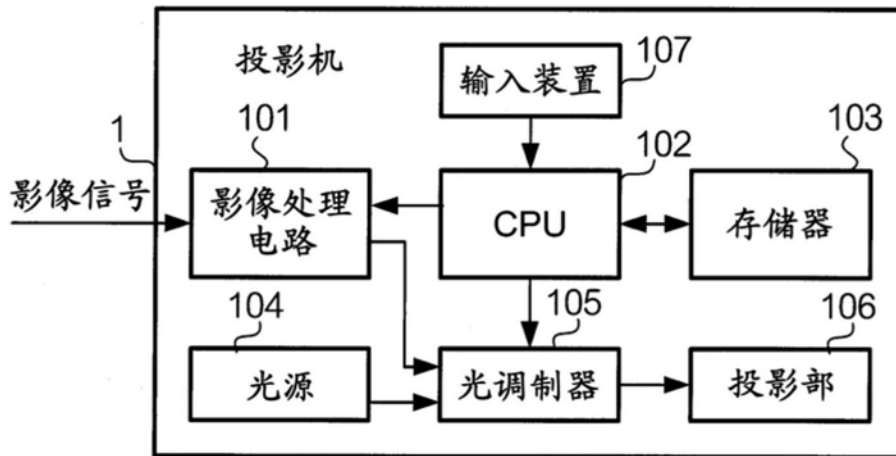 投影机
107
输入装置
101
102
103
1
影像信号
影像处理
电路
CPU
存储器
104
105
106
光源
光调制器
投影部